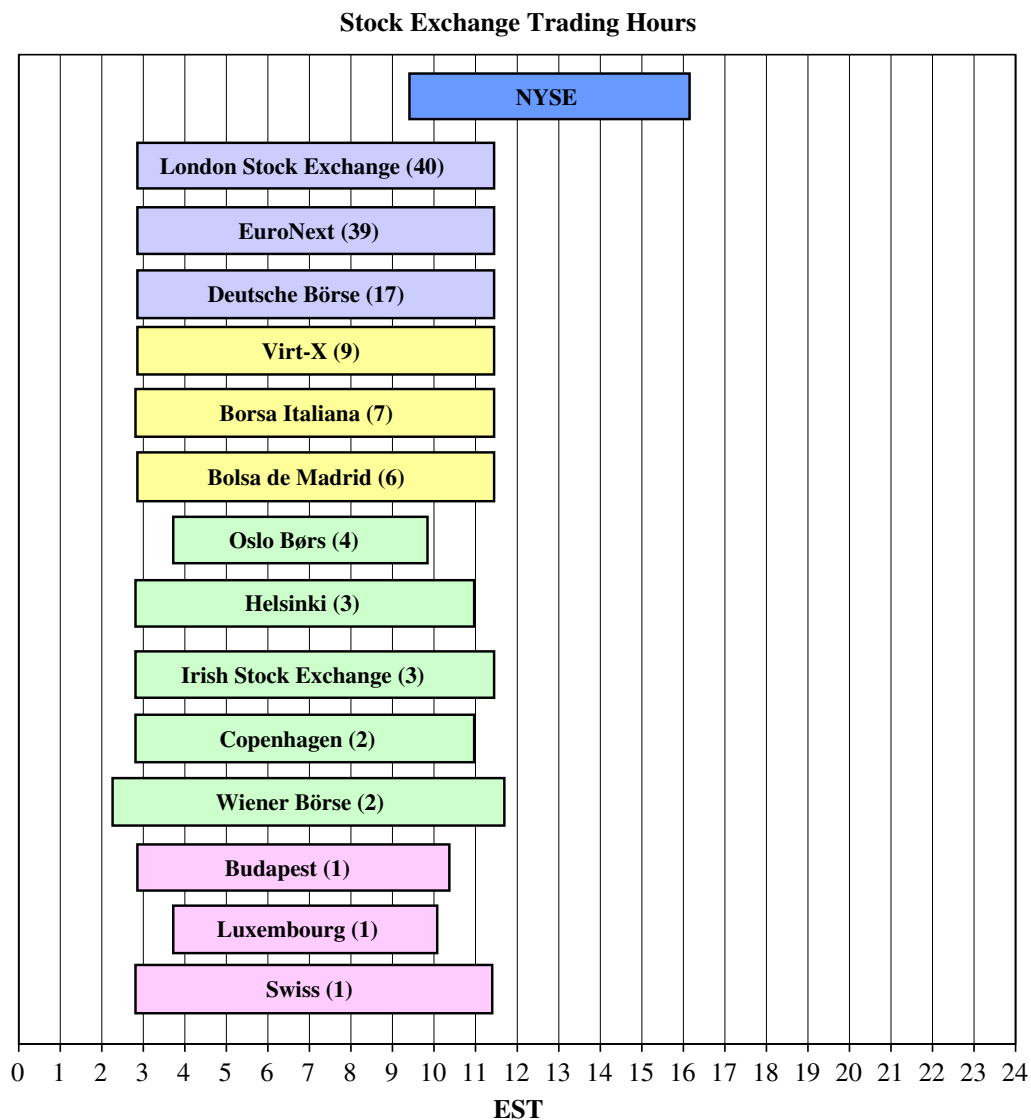 Stock Exchange Trading Hours
NYSE
London Stock Exchange (40)
EuroNext (39)
Deutsche Börse (17)
Virt-X (9)
Borsa Italiana (7)
Bolsa de Madrid (6)
Oslo Børs (4)
Helsinki (3)
Irish Stock Exchange (3)
Copenhagen (2)
Wiener Börse (2)
Budapest (1)
Luxembourg (1)
Swiss (1)
0 1 2 3 4 5 6 7 8 9 10 11 12 13 14 15 16 17 18 19 20 21 22 23 24
EST